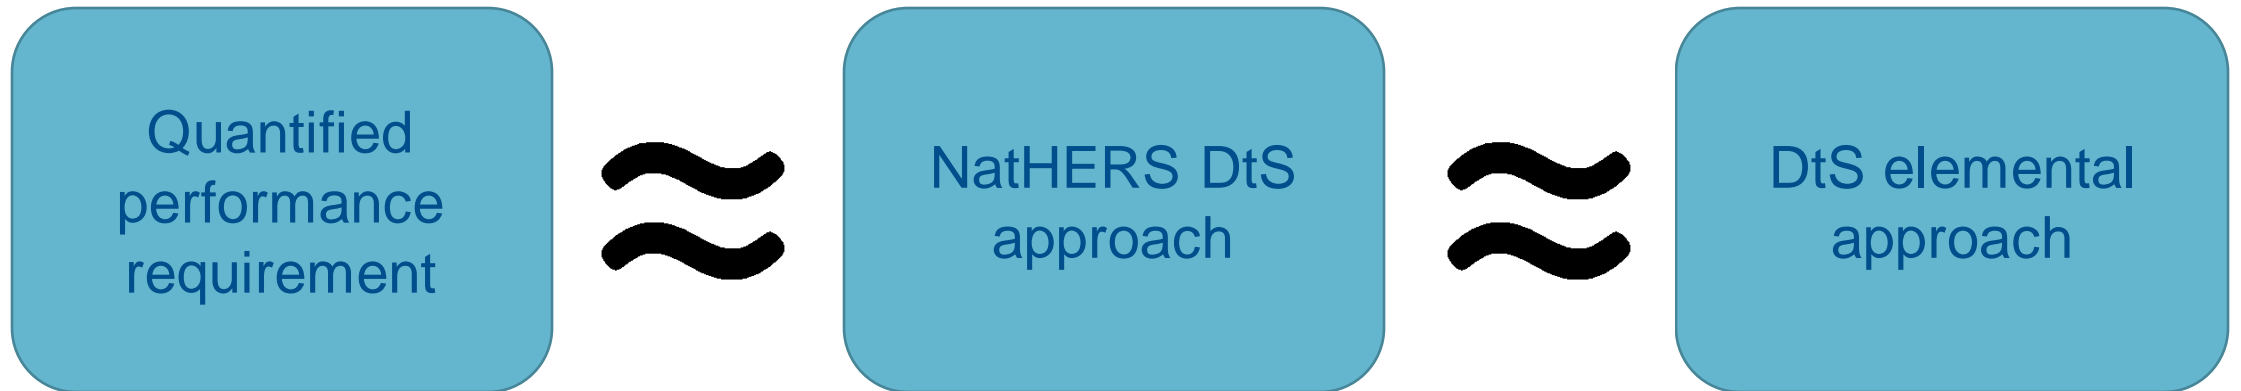 Quantified
performance
requirement
≈
NatHERS DtS
approach
≈
DtS elemental
approach